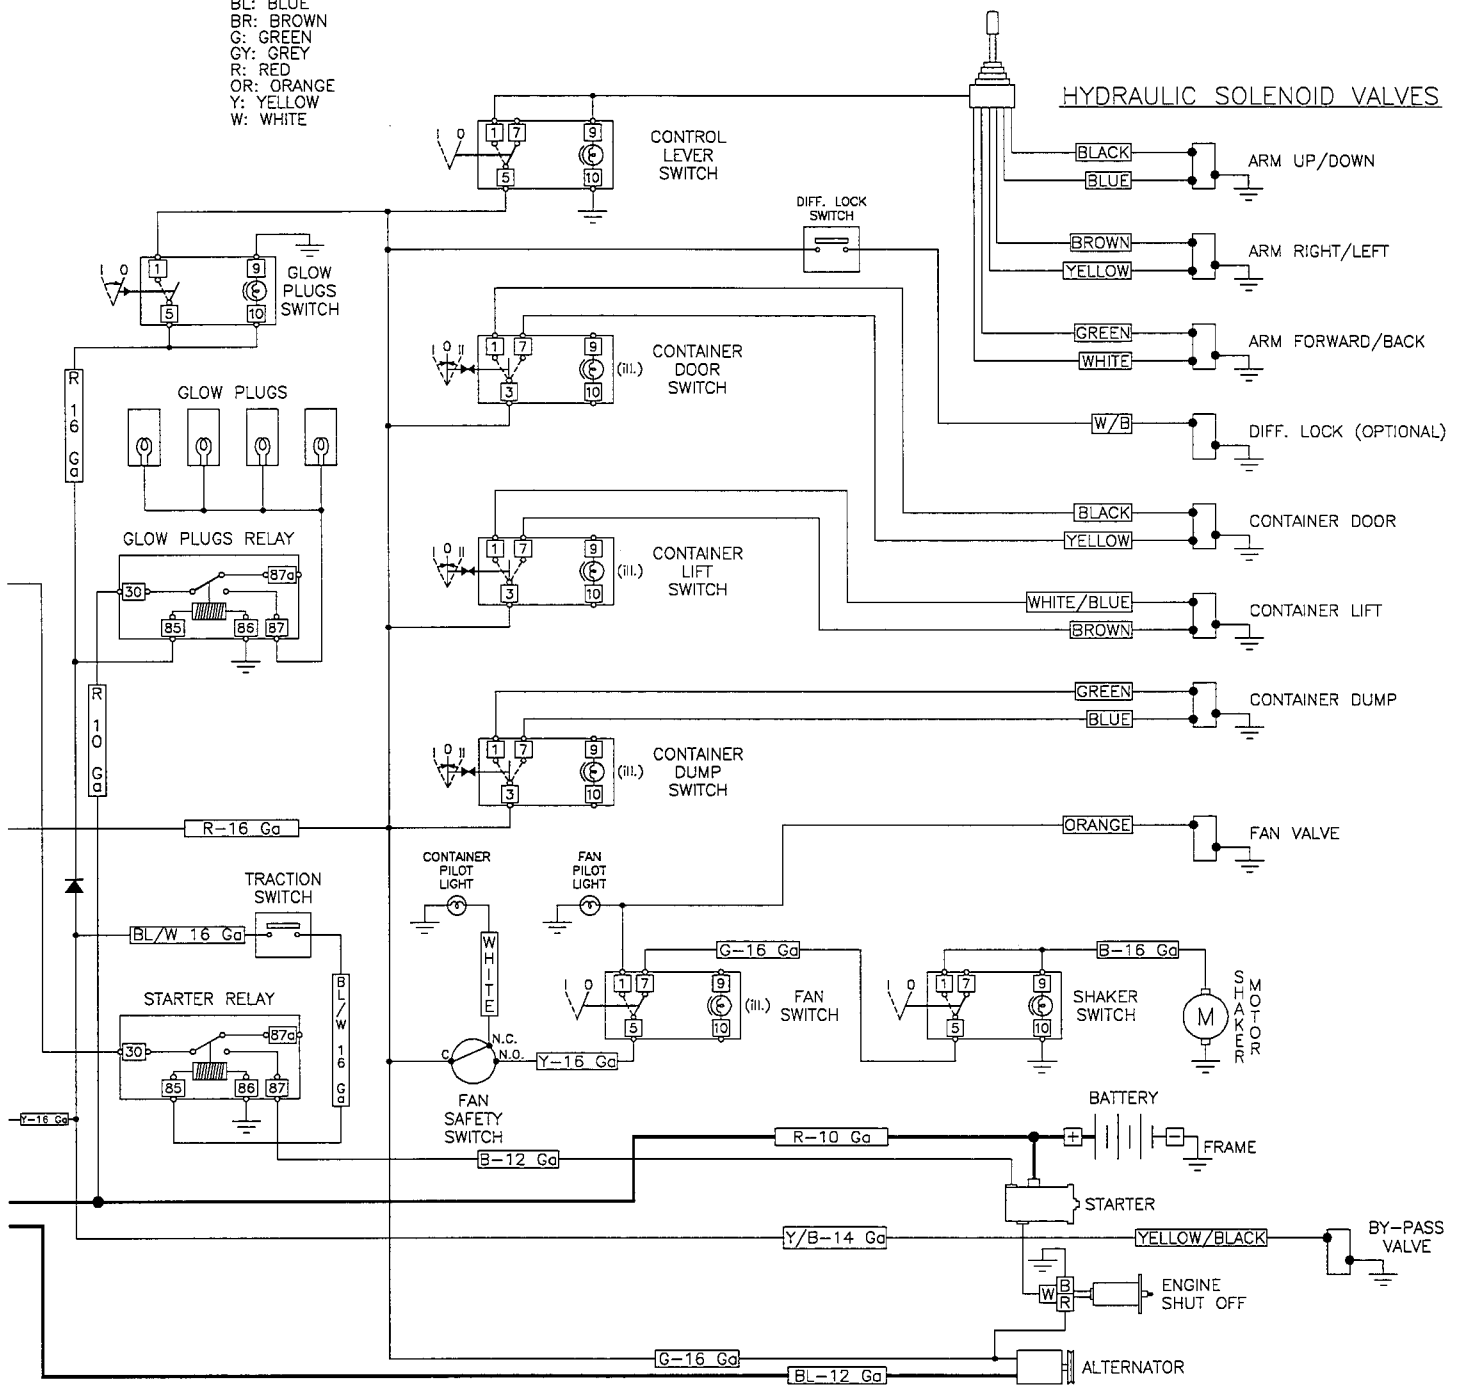 BL: BLUE
BR: BROWN
G: GREEN
GY: GREY
R: RED
OR: ORANGE
Y: YELLOW
W: WHITE
HYDRAULIC SOLENOID VALVES
I O
1 7 9
5 10
CONTROL
LEVER
SWITCH
BLACK
BLUE
ARM UP/DOWN
DIFF. LOCK
SWITCH
BROWN
YELLOW
ARM RIGHT/LEFT
I O
1 9
5 10
GLOW
PLUGS
SWITCH
GREEN
WHITE
ARM FORWARD/BACK
I O II
1 7 9
3 10
(ill.)
CONTAINER
DOOR
SWITCH
R 16 Ga
GLOW PLUGS
W/B
DIFF. LOCK (OPTIONAL)
BLACK
YELLOW
CONTAINER DOOR
GLOW PLUGS RELAY
30 87a
85 86 87
I O II
1 7 9
3 10
(ill.)
CONTAINER
LIFT
SWITCH
WHITE/BLUE
BROWN
CONTAINER LIFT
R 10 Ga
GREEN
BLUE
CONTAINER DUMP
I O II
1 7 9
3 10
(ill.)
CONTAINER
DUMP
SWITCH
R-16 Ga
ORANGE
FAN VALVE
CONTAINER
PILOT
LIGHT
FAN
PILOT
LIGHT
TRACTION
SWITCH
BL/W 16 Ga
WHITE
G-16 Ga
B-16 Ga
BL/W 16 Ga
STARTER RELAY
30 87a
85 86 87
I O
1 7 9
5 10
(ill.)
FAN
SWITCH
I O
1 7 9
5 10
SHAKER
SWITCH
M
SHAKER
MOTOR
C
N.C.
N.O.
Y-16 Ga
FAN
SAFETY
SWITCH
Y-16 Ga
BATTERY
R-10 Ga
+ −
FRAME
B-12 Ga
STARTER
Y/B-14 Ga
YELLOW/BLACK
BY-PASS
VALVE
W B
R
ENGINE
SHUT OFF
G-16 Ga
BL-12 Ga
ALTERNATOR